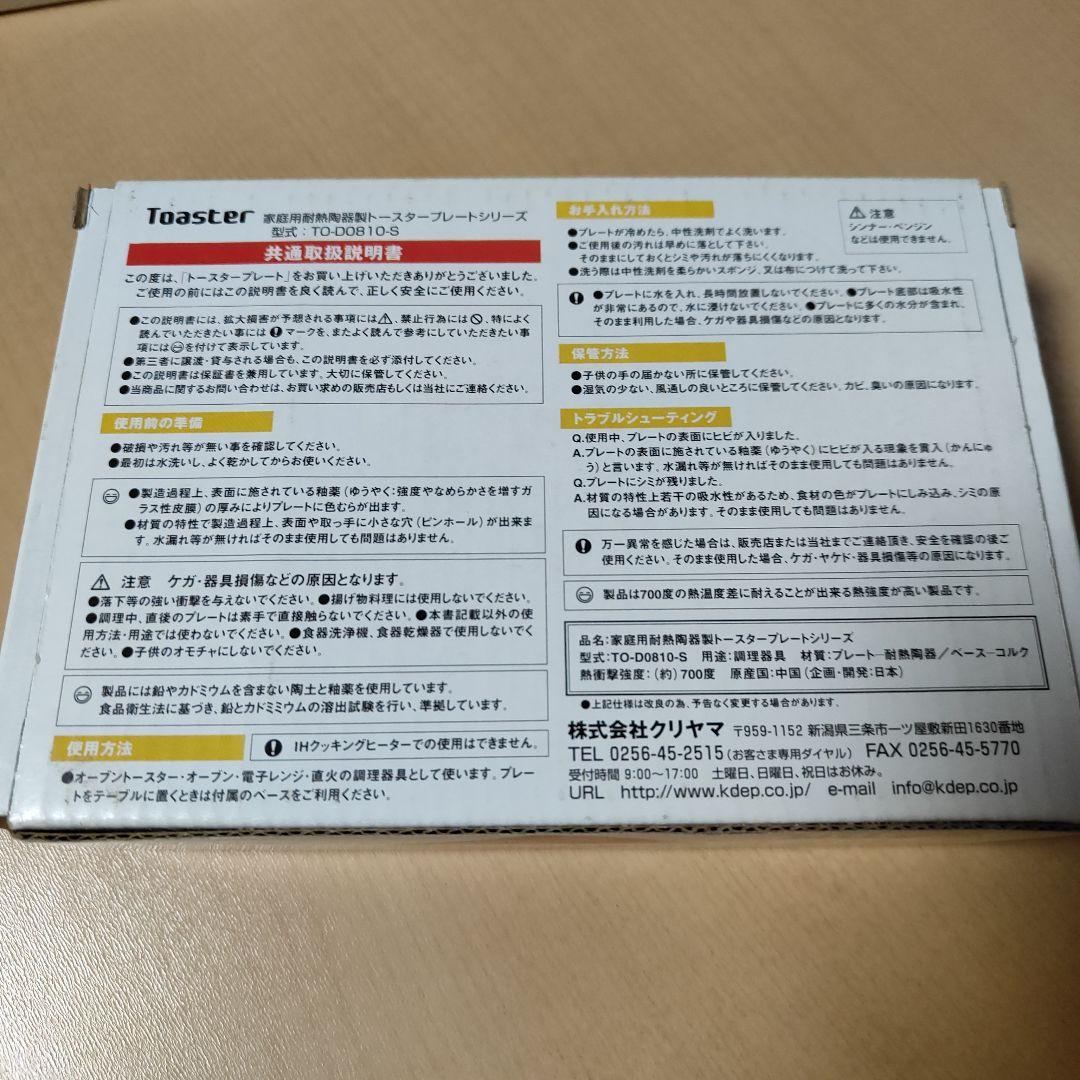 Toaster 家庭用耐熱陶器製トースタープレートシリーズ
型式：TO-D0810-S
共通取扱説明書
この度は、「トースタープレート」をお買い上げいただきありがとうございました。
ご使用の前にはこの説明書を良く読んで、正しく安全にご使用ください。
●この説明書には、拡大損害が予想される事項には⚠、禁止行為には🚫、特によく
読んでいただきたい事には❗マークを、またよく読んで参考にしていただきたい事
項には😊を付けて表示しています。
●第三者に譲渡・貸与される場合も、この説明書を必ず添付してください。
●この説明書は保証書を兼用しています、大切に保管してください。
●当商品に関するお問い合わせは、お買い求めの販売店もしくは当社にご連絡ください。
使用前の準備
●破損や汚れ等が無い事を確認してください。
●最初は水洗いし、よく乾かしてからお使いください。
●製造過程上、表面に施されている釉薬（ゆうやく：強度やなめらかさを増すガ
ラス性皮膜）の厚みによりプレートに色むらが出ます。
●材質の特性で製造過程上、表面や取っ手に小さな穴（ピンホール）が出来ま
す。水漏れ等が無ければそのまま使用しても問題はありません。
⚠ 注意 ケガ・器具損傷などの原因となります。
●落下等の強い衝撃を与えないでください。●揚げ物料理には使用しないでください。
●調理中、直後のプレートは素手で直接触らないでください。●本書記載以外の使
用方法・用途では使わないでください。●食器洗浄機、食器乾燥器で使用しないでく
ださい。●子供のオモチャにしないでください。
製品には鉛やカドミウムを含まない陶土と釉薬を使用しています。
食品衛生法に基づき、鉛とカドミミウムの溶出試験を行い、準拠しています。
使用方法
IHクッキングヒーターでの使用はできません。
●オーブントースター・オーブン・電子レンジ・直火の調理器具として使います。プレー
トをテーブルに置くときは付属のベースをご利用ください。
お手入れ方法
⚠ 注意
シンナー・ベンジン
などは使用できません。
●プレートが冷めたら、中性洗剤でよく洗います。
●ご使用後の汚れは早めに落として下さい。
そのままにしておくとシミや汚れが落ちにくくなります。
●洗う際は中性洗剤を柔らかいスポンジ、又は布につけて洗って下さい。
●プレートに水を入れ、長時間放置しないでください。●プレート底部は吸水性
が非常にあるので、水に浸けないでください。●プレートに多くの水分が含まれ、
そのまま利用した場合、ケガや器具損傷などの原因となります。
保管方法
●子供の手の届かない所に保管してください。
●湿気の少ない、風通しの良いところに保管してください。カビ、臭いの原因になります。
トラブルシューティング
Q.使用中、プレートの表面にヒビが入りました。
A.プレートの表面に施されている釉薬（ゆうやく）にヒビが入る現象を貫入（かんにゅ
う）と言います、水漏れ等が無ければそのまま使用しても問題はありません。
Q.プレートにシミが残りました。
A.材質の特性上若干の吸水性があるため、食材の色がプレートにしみ込み、シミの原
因になる場合があります。そのまま使用しても問題はありません。
万一異常を感じた場合は、販売店または当社までご連絡頂き、安全を確認の後ご
使用ください。そのまま使用した場合、ケガ・ヤケド・器具損傷等の原因になります。
製品は700度の熱温度差に耐えることが出来る熱強度が高い製品です。
品名：家庭用耐熱陶器製トースタープレートシリーズ
型式：TO-D0810-S 用途：調理器具 材質：プレート―耐熱陶器／ベース―コルク
熱衝撃強度：（約）700度 原産国：中国（企画・開発：日本）
●上記仕様は改良の為、予告なく変更する場合があります。
株式会社クリヤマ 〒959-1152 新潟県三条市一ツ屋敷新田1630番地
TEL 0256-45-2515（お客さま専用ダイヤル） FAX 0256-45-5770
受付時間 9:00～17:00 土曜日、日曜日、祝日はお休み。
URL http://www.kdep.co.jp/ e-mail info@kdep.co.jp